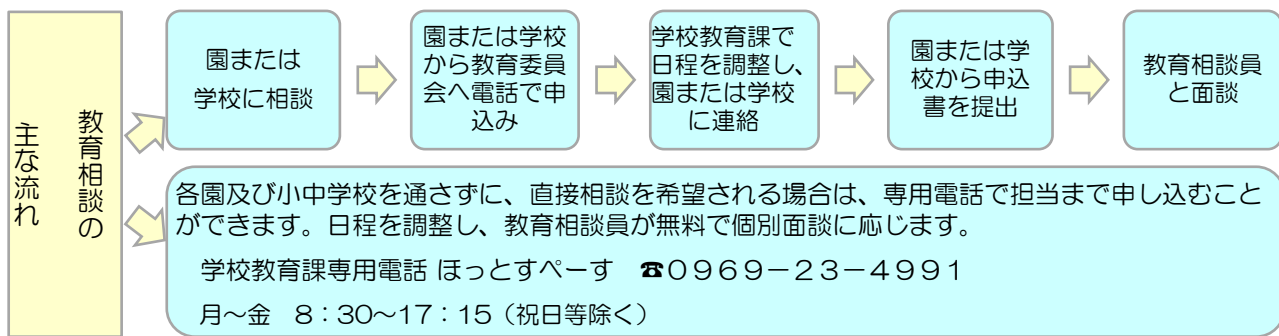 教育相談の
主な流れ
園または
学校に相談
園または学校
から教育委員
会へ電話で申
込み
学校教育課で
日程を調整し、
園または学校
に連絡
園または学
校から申込
書を提出
教育相談員
と面談
各園及び小中学校を通さずに、直接相談を希望される場合は、専用電話で担当まで申し込むこと
ができます。日程を調整し、教育相談員が無料で個別面談に応じます。
学校教育課専用電話 ほっとすぺーす ☎0969-23-4991
月~金 8:30~17:15(祝日等除く)